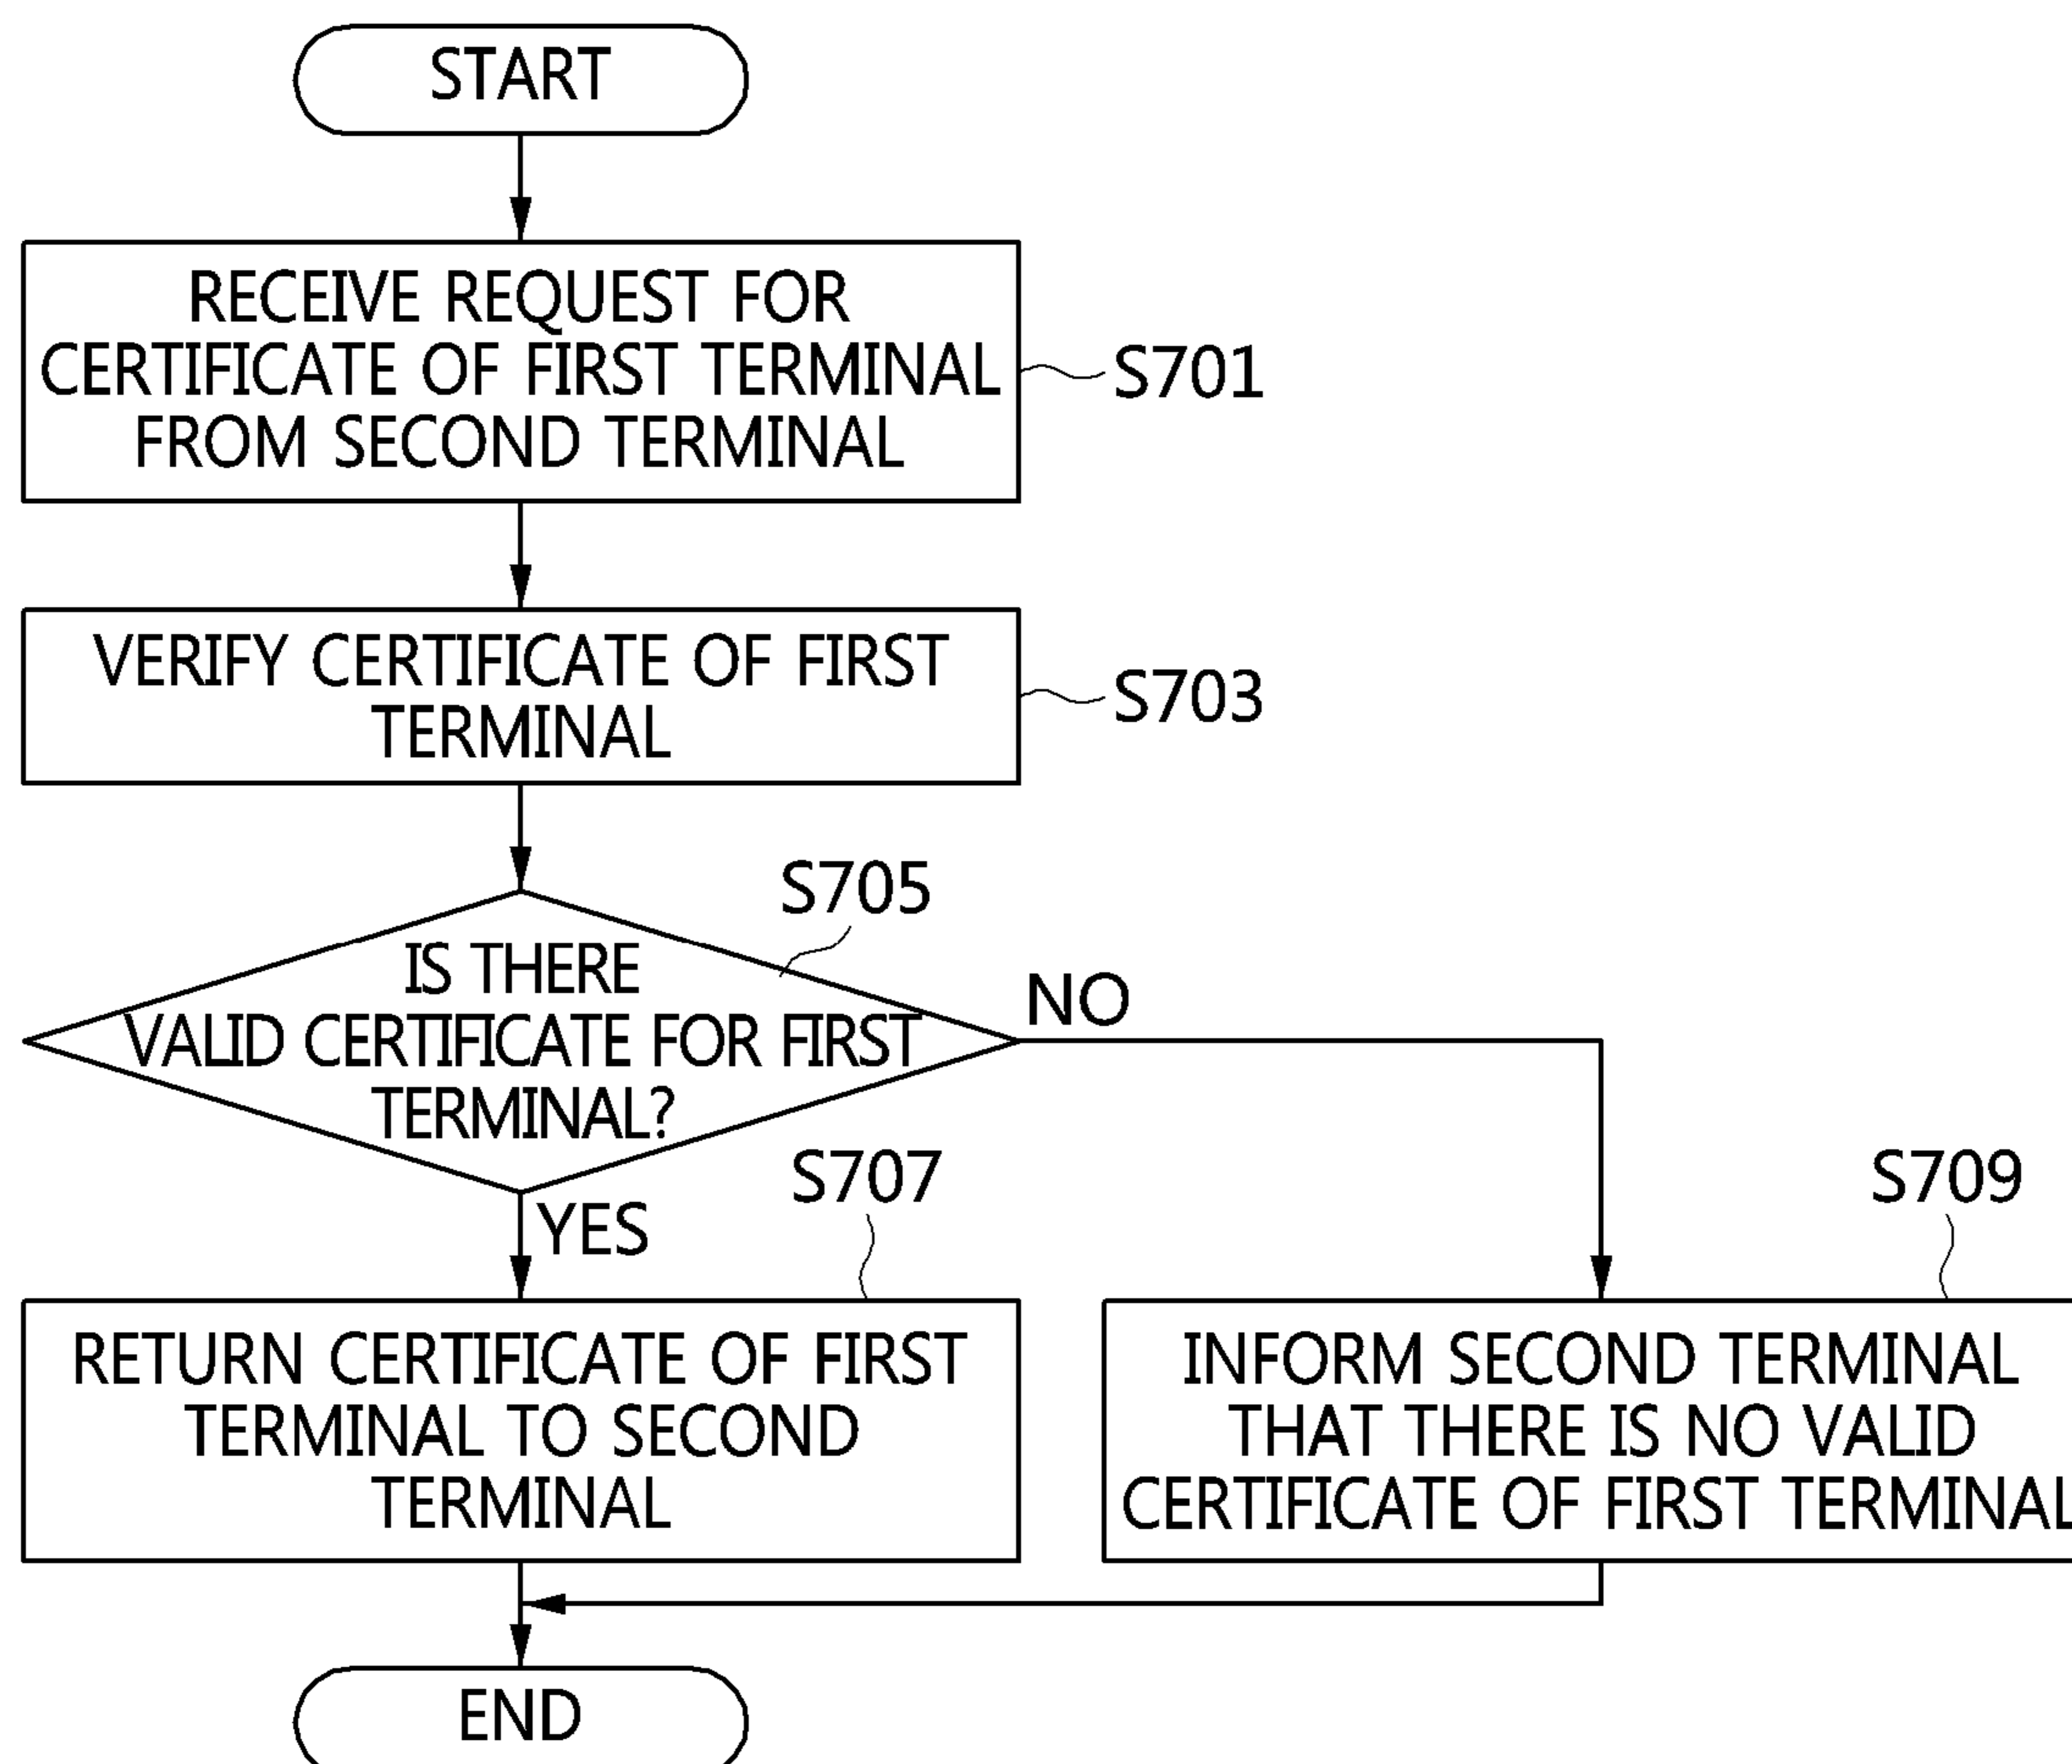 START
RECEIVE REQUEST FOR
CERTIFICATE OF FIRST TERMINAL
FROM SECOND TERMINAL
S701
VERIFY CERTIFICATE OF FIRST
TERMINAL
S703
S705
IS THERE
VALID CERTIFICATE FOR FIRST
TERMINAL?
NO
YES
S707
RETURN CERTIFICATE OF FIRST
TERMINAL TO SECOND
TERMINAL
S709
INFORM SECOND TERMINAL
THAT THERE IS NO VALID
CERTIFICATE OF FIRST TERMINAL
END